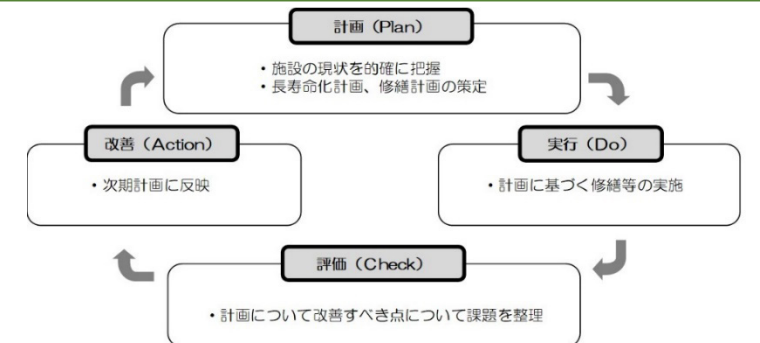 計画（Plan）
・施設の現状を的確に把握
・長寿命化計画、修繕計画の策定
実行（Do）
・計画に基づく修繕等の実施
評価（Check）
・計画について改善すべき点について課題を整理
改善（Action）
・次期計画に反映